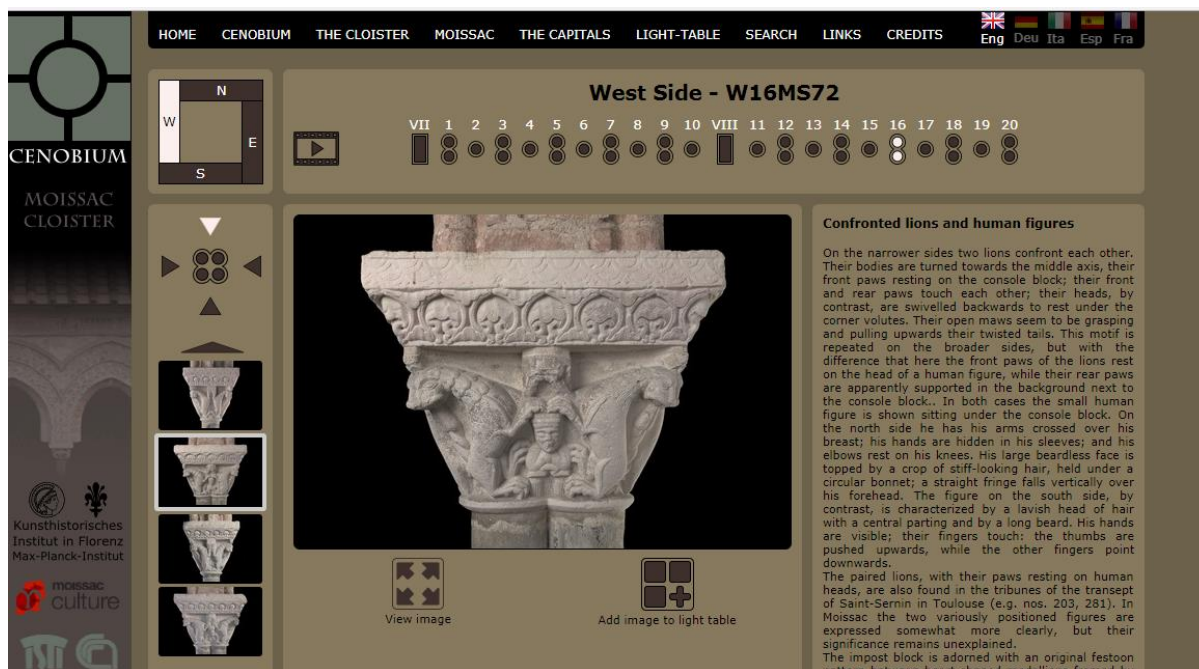 HOME CENOBIUM THE CLOISTER MOISSAC THE CAPITALS LIGHT-TABLE SEARCH LINKS CREDITS
Eng Deu Ita Esp Fra
CENOBIUM
MOISSAC
CLOISTER
N
W
E
S
West Side - W16MS72
VII 1 2 3 4 5 6 7 8 9 10 VIII 11 12 13 14 15 16 17 18 19 20
Confronted lions and human figures
On the narrower sides two lions confront each other.
Their bodies are turned towards the middle axis, their
front paws resting on the console block; their front
and rear paws touch each other; their heads, by
contrast, are swivelled backwards to rest under the
corner volutes. Their open maws seem to be grasping
and pulling upwards their twisted tails. This motif is
repeated on the broader sides, but with the
difference that here the front paws of the lions rest
on the head of a human figure, while their rear paws
are apparently supported in the background next to
the console block.. In both cases the small human
figure is shown sitting under the console block. On
the north side he has his arms crossed over his
breast; his hands are hidden in his sleeves; and his
elbows rest on his knees. His large beardless face is
topped by a crop of stiff-looking hair, held under a
circular bonnet; a straight fringe falls vertically over
his forehead. The figure on the south side, by
contrast, is characterized by a lavish head of hair
with a central parting and by a long beard. His hands
are visible; their fingers touch: the thumbs are
pushed upwards, while the other fingers point
downwards.
The paired lions, with their paws resting on human
heads, are also found in the tribunes of the transept
of Saint-Sernin in Toulouse (e.g. nos. 203, 281). In
Moissac the two variously positioned figures are
expressed somewhat more clearly, but their
significance remains unexplained.
The impost block is adorned with an original festoon
View image
Add image to light table
Kunsthistorisches
Institut in Florenz
Max-Planck-Institut
moissac
culture